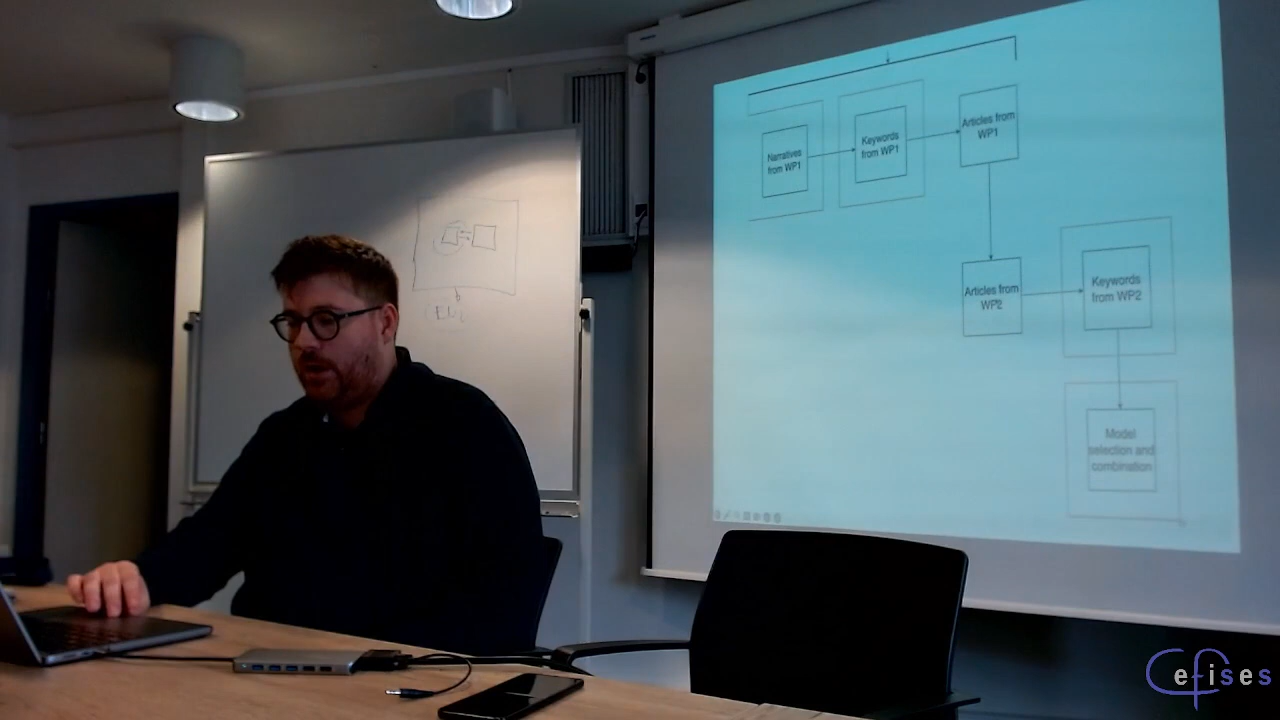 Narratives
from WP1
Keywords
from WP1
Articles from
WP1
Articles from
WP2
Keywords
from WP2
Model
selection and
combination
Cefises